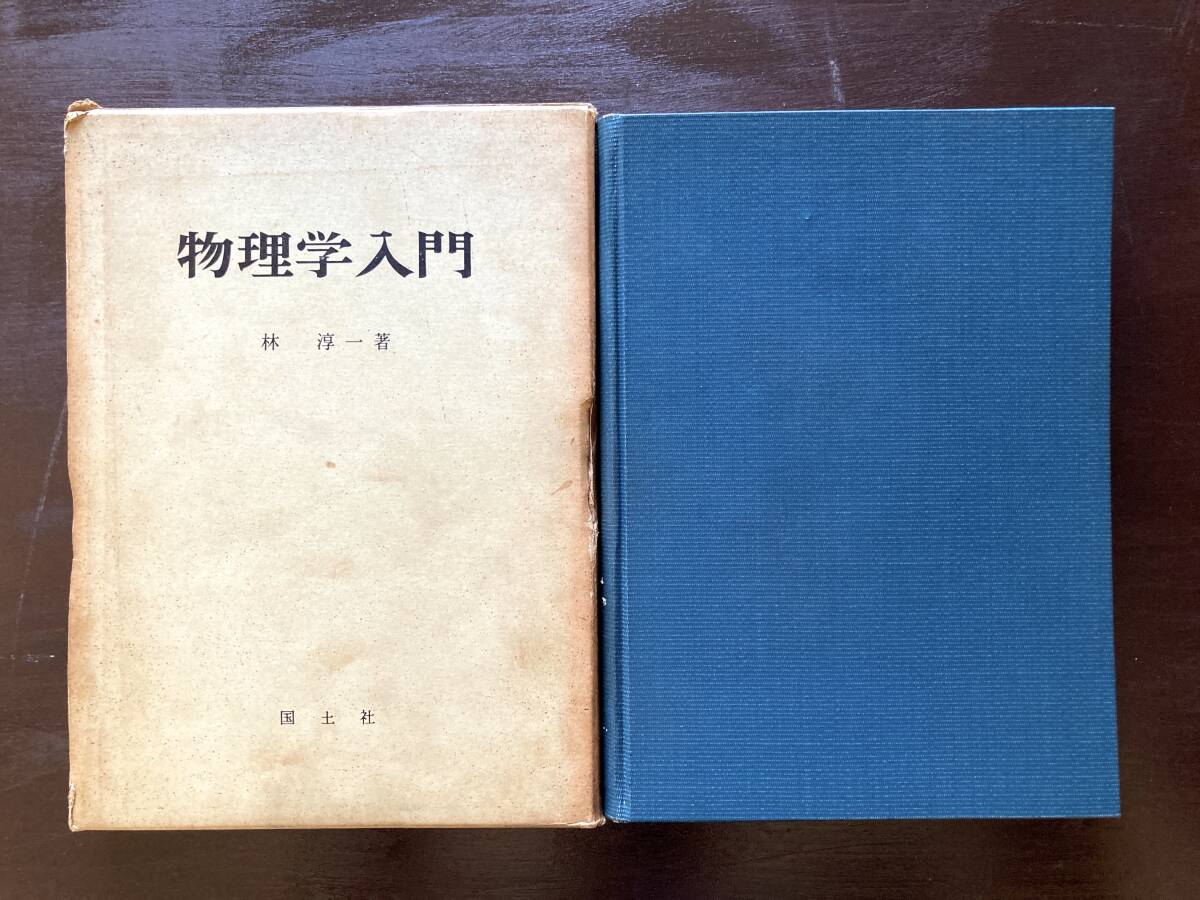 物理学入門
林 淳一著
国土社